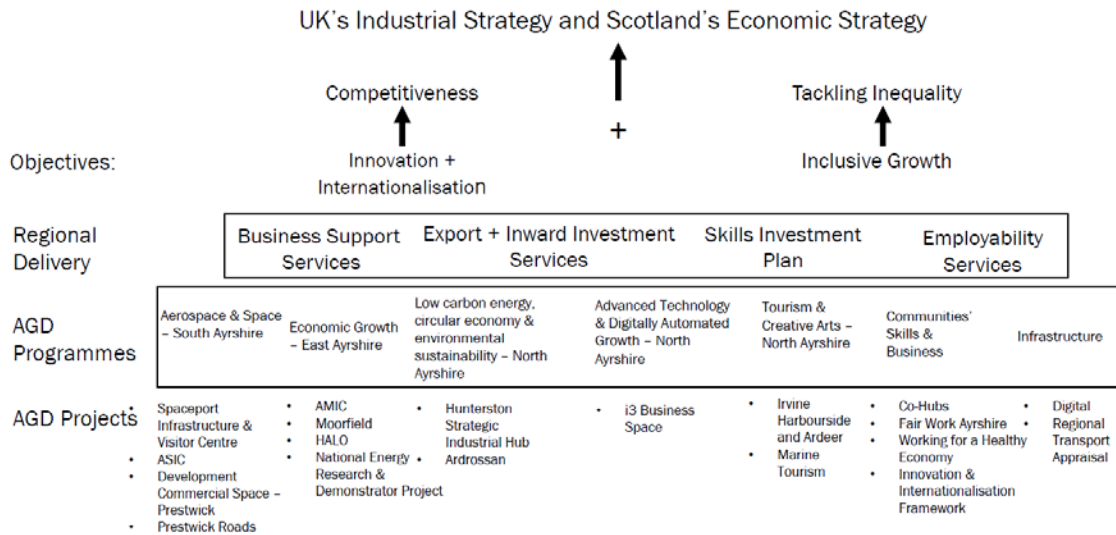 UK's Industrial Strategy and Scotland's Economic Strategy
Competitiveness
Tackling Inequality
+
Objectives:
Innovation +
Internationalisation
Inclusive Growth
Regional
Delivery
Business Support
Services
Export + Inward Investment
Services
Skills Investment
Plan
Employability
Services
AGD
Programmes
Aerospace & Space
– South Ayrshire
Economic Growth
– East Ayrshire
Low carbon energy,
circular economy &
environmental
sustainability – North
Ayrshire
Advanced Technology
& Digitally Automated
Growth – North
Ayrshire
Tourism &
Creative Arts –
North Ayrshire
Communities'
Skills &
Business
Infrastructure
AGD Projects
• Spaceport
Infrastructure &
Visitor Centre
• ASIC
• Development
Commercial Space –
Prestwick
• Prestwick Roads
• AMIC
• Moorfield
• HALO
• National Energy
Research &
Demonstrator Project
• Hunterston
Strategic
Industrial Hub
• Ardrossan
• i3 Business
Space
• Irvine
Harbourside
and Ardeer
• Marine
Tourism
• Co-Hubs
• Fair Work Ayrshire
• Working for a Healthy
Economy
• Innovation &
Internationalisation
Framework
• Digital
• Regional
Transport
Appraisal